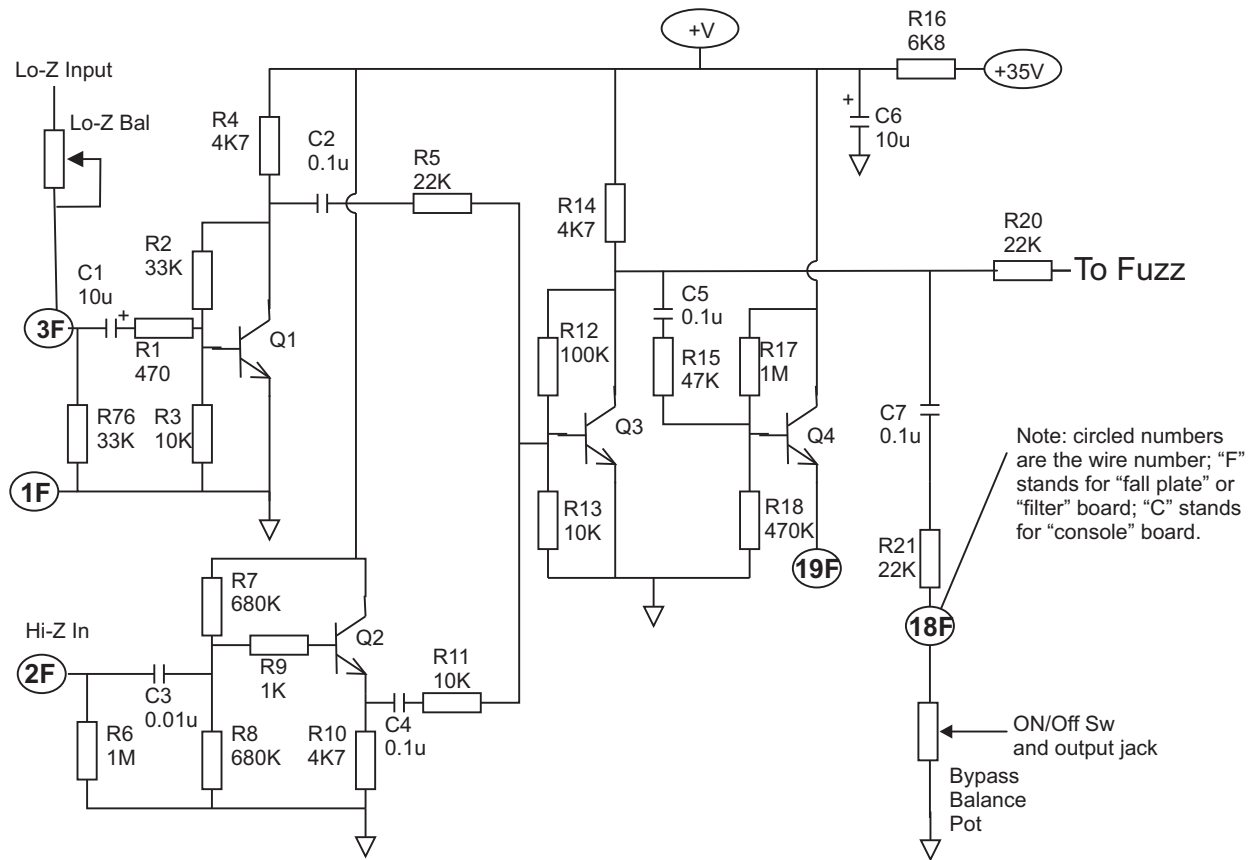 +V
R16
6K8
+35V
Lo-Z Input
Lo-Z Bal
R4
4K7
C2
0.1u
R5
22K
+
C6
10u
R14
4K7
R20
22K
To Fuzz
R2
33K
C1
10u
+
3F
R1
470
Q1
R76
33K
R3
10K
1F
C5
0.1u
R12
100K
R15
47K
R17
1M
Q3
Q4
C7
0.1u
R13
10K
R18
470K
19F
Note: circled numbers
are the wire number; “F”
stands for “fall plate” or
“filter” board; “C” stands
for “console” board.
R21
22K
18F
R7
680K
Hi-Z In
2F
Q2
R9
1K
R11
10K
C3
0.01u
R6
1M
R8
680K
R10
4K7
C4
0.1u
ON/Off Sw
and output jack
Bypass
Balance
Pot